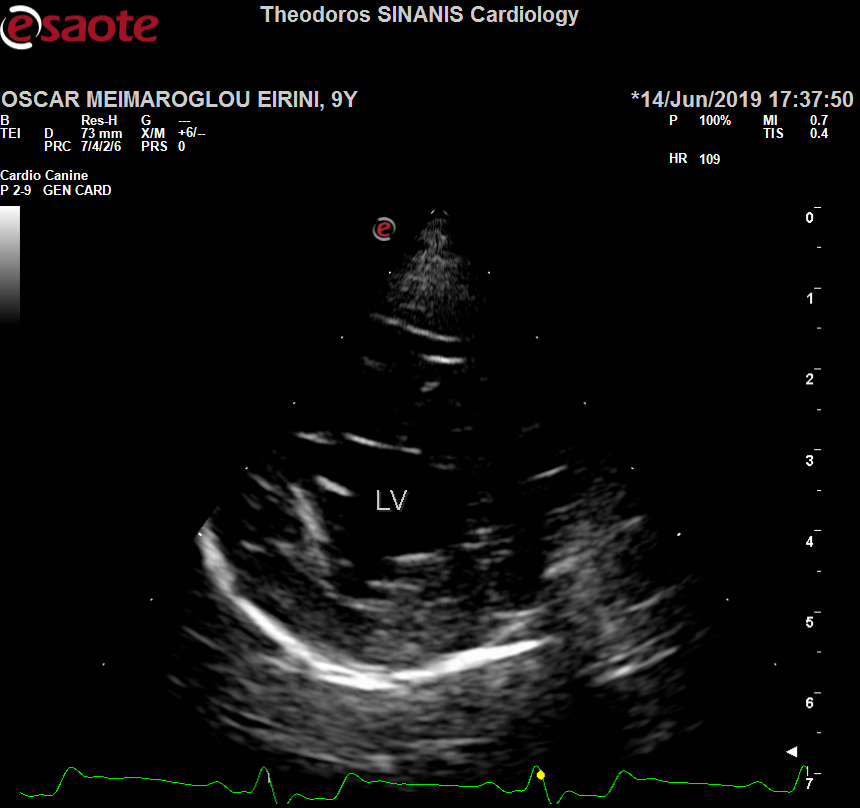 Theodoros SINANIS Cardiology
esaote
OSCAR MEIMAROGLOU EIRINI, 9Y *14/Jun/2019 17:37:50
B Res-H G --- P 100% MI 0.7
TEI D 73 mm X/M +6/-- TIS 0.4
PRC 7/4/2/6 PRS 0
HR 109
Cardio Canine
P 2-9 GEN CARD
e
0
1
2
3
LV
4
5
6
7